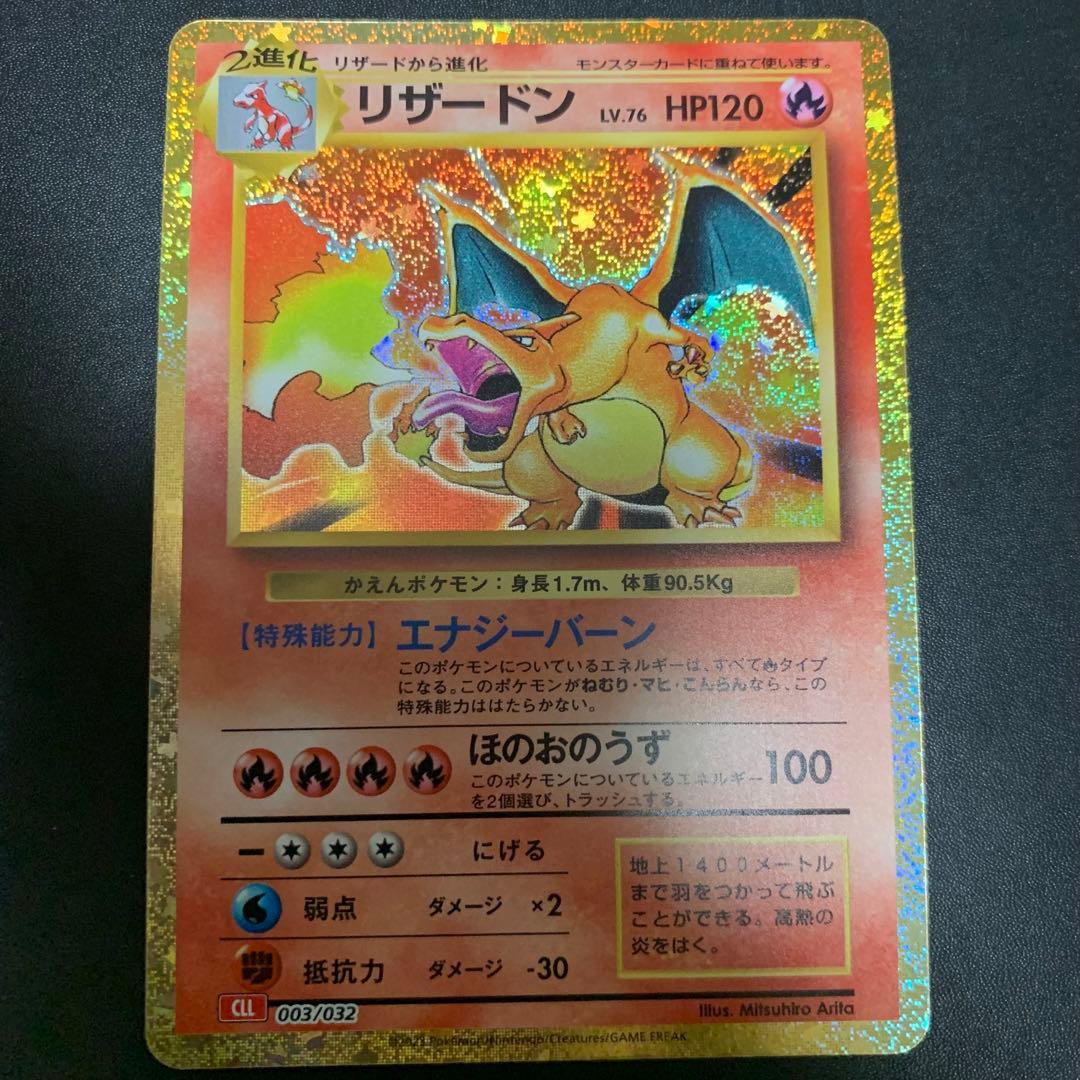 2進化 リザードから進化 モンスターカードに重ねて使います。
リザードン LV.76 HP120
かえんポケモン：身長1.7m、体重90.5Kg
【特殊能力】エナジーバーン
このポケモンについているエネルギーは、すべてタイプ
になる。このポケモンがねむり・マヒ・こんらんなら、この
特殊能力ははたらかない。
ほのおのうず 100
このポケモンについているエネルギー
を2個選び、トラッシュする。
にげる
弱点 ダメージ ×2
抵抗力 ダメージ -30
地上1400メートル
まで羽をつかって飛ぶ
ことができる。高熱の
炎をはく。
CLL 003/032
Illus. Mitsuhiro Arita
©2023 Pokémon/Nintendo/Creatures/GAME FREAK